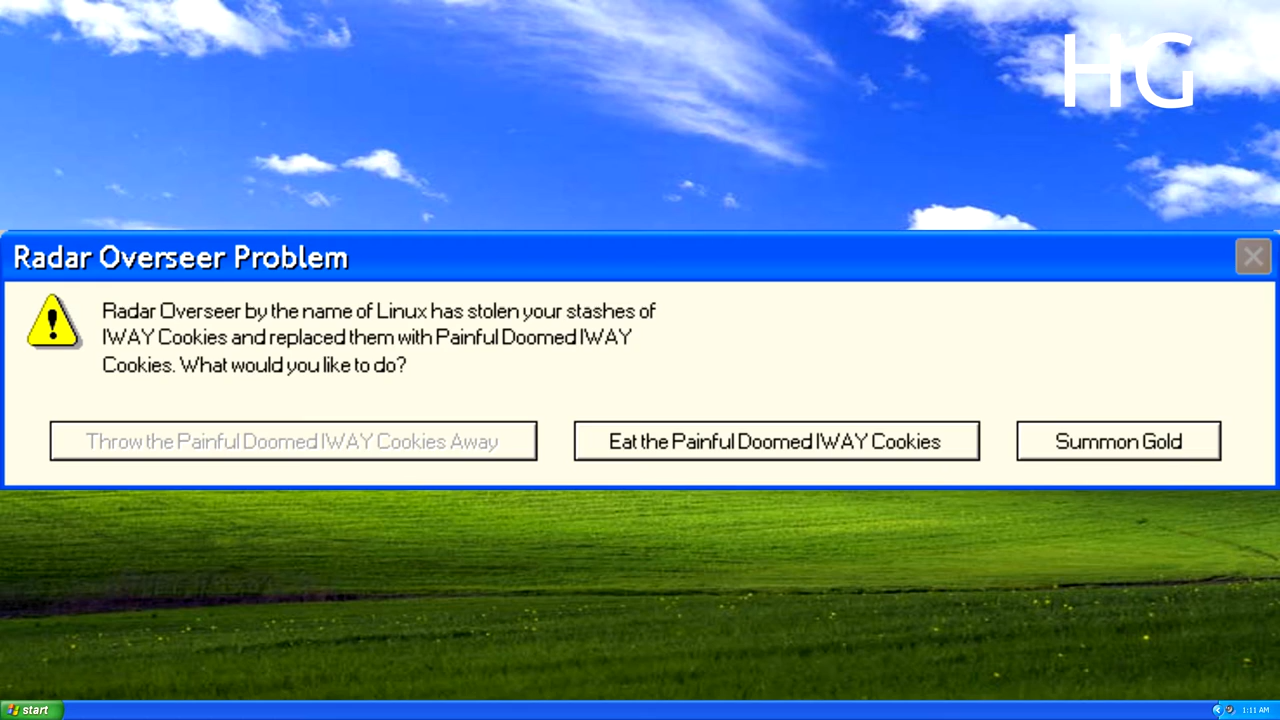 HG
Radar Overseer Problem
Radar Overseer by the name of Linux has stolen your stashes of
IWAY Cookies and replaced them with Painful Doomed IWAY
Cookies. What would you like to do?
Throw the Painful Doomed IWAY Cookies Away
Eat the Painful Doomed IWAY Cookies
Summon Gold
start
1:11 AM